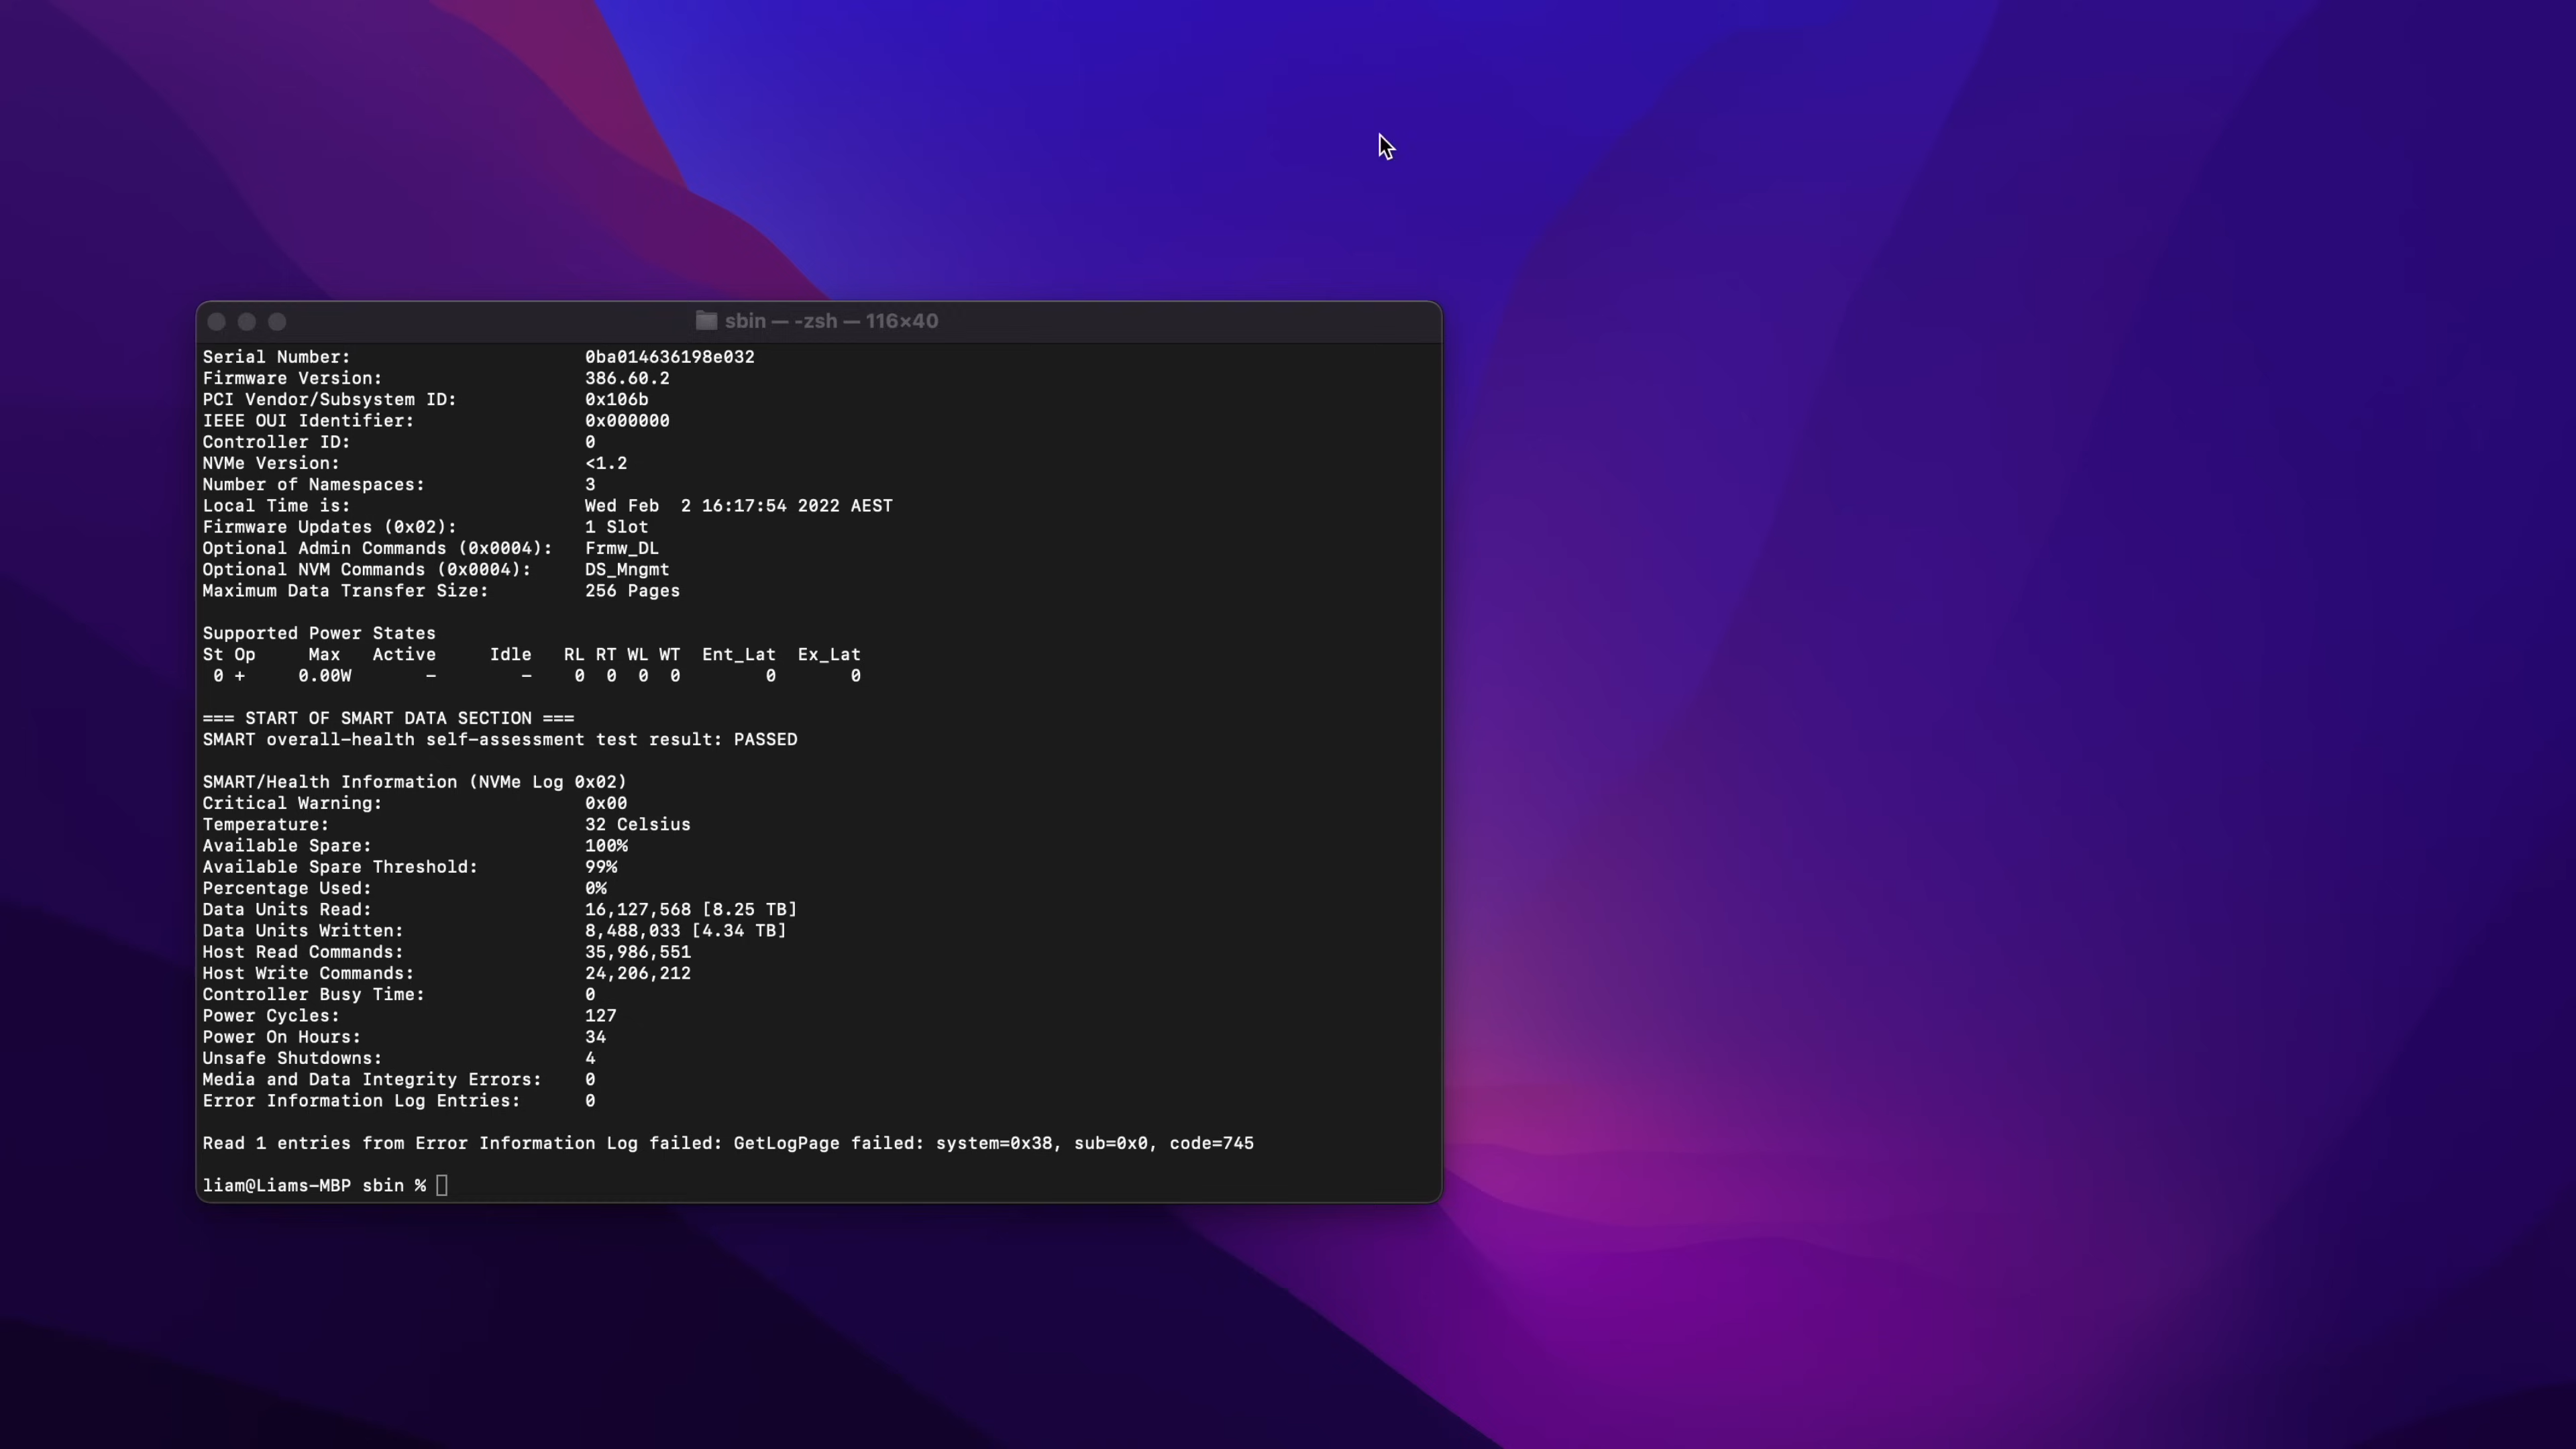 sbin — -zsh — 116×40
Serial Number: 0ba014636198e032
Firmware Version: 386.60.2
PCI Vendor/Subsystem ID: 0x106b
IEEE OUI Identifier: 0x000000
Controller ID: 0
NVMe Version: <1.2
Number of Namespaces: 3
Local Time is: Wed Feb  2 16:17:54 2022 AEST
Firmware Updates (0x02): 1 Slot
Optional Admin Commands (0x0004): Frmw_DL
Optional NVM Commands (0x0004): DS_Mngmt
Maximum Data Transfer Size: 256 Pages
Supported Power States
St Op     Max   Active     Idle   RL RT WL WT  Ent_Lat  Ex_Lat
 0 +     0.00W       -        -    0  0  0  0        0       0
=== START OF SMART DATA SECTION ===
SMART overall-health self-assessment test result: PASSED
SMART/Health Information (NVMe Log 0x02)
Critical Warning: 0x00
Temperature: 32 Celsius
Available Spare: 100%
Available Spare Threshold: 99%
Percentage Used: 0%
Data Units Read: 16,127,568 [8.25 TB]
Data Units Written: 8,488,033 [4.34 TB]
Host Read Commands: 35,986,551
Host Write Commands: 24,206,212
Controller Busy Time: 0
Power Cycles: 127
Power On Hours: 34
Unsafe Shutdowns: 4
Media and Data Integrity Errors: 0
Error Information Log Entries: 0
Read 1 entries from Error Information Log failed: GetLogPage failed: system=0x38, sub=0x0, code=745
liam@Liams-MBP sbin %